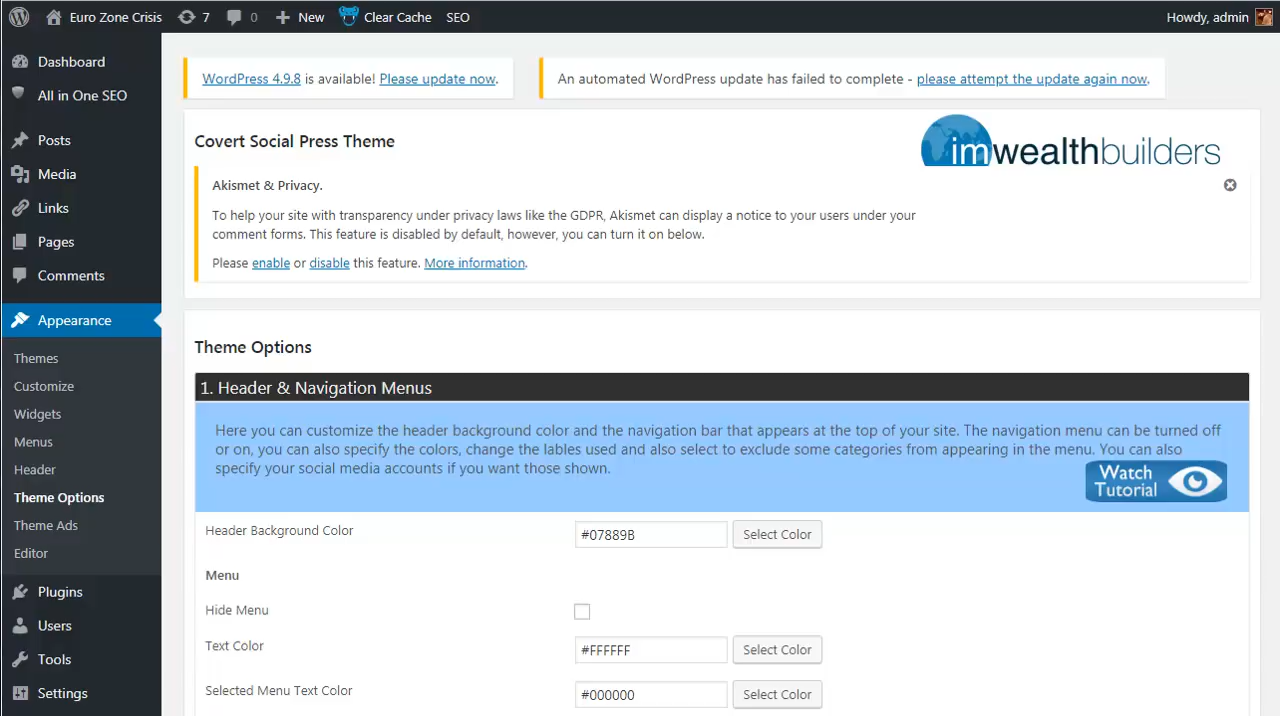 Euro Zone Crisis 7 0 New Clear Cache SEO Howdy, admin
Dashboard
All in One SEO
Posts
Media
Links
Pages
Comments
Appearance
Themes
Customize
Widgets
Menus
Header
Theme Options
Theme Ads
Editor
Plugins
Users
Tools
Settings
WordPress 4.9.8 is available! Please update now.
An automated WordPress update has failed to complete - please attempt the update again now.
Covert Social Press Theme
imwealthbuilders
Akismet & Privacy.
To help your site with transparency under privacy laws like the GDPR, Akismet can display a notice to your users under your
comment forms. This feature is disabled by default, however, you can turn it on below.
Please enable or disable this feature. More information.
Theme Options
1. Header & Navigation Menus
Here you can customize the header background color and the navigation bar that appears at the top of your site. The navigation menu can be turned off
or on, you can also specify the colors, change the lables used and also select to exclude some categories from appearing in the menu. You can also
specify your social media accounts if you want those shown.
Watch
Tutorial
Header Background Color #07889B Select Color
Menu
Hide Menu
Text Color #FFFFFF Select Color
Selected Menu Text Color #000000 Select Color